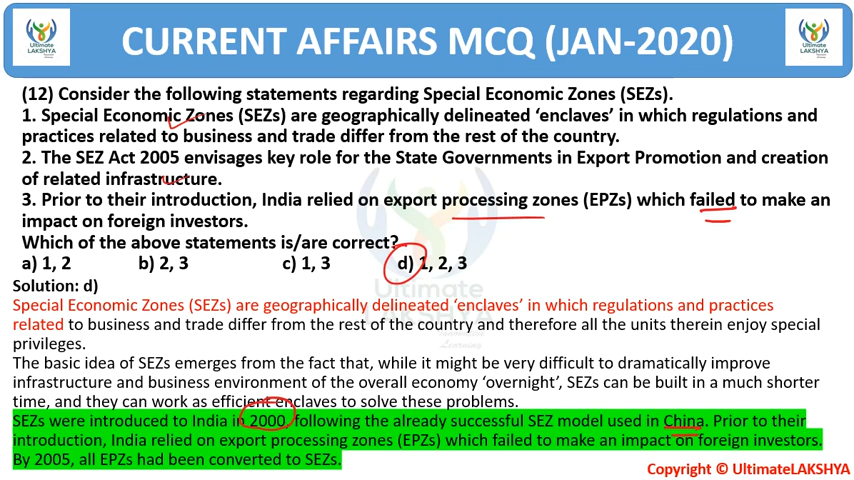 Ultimate
LAKSHYA
CURRENT AFFAIRS MCQ (JAN-2020)
Ultimate
LAKSHYA
(12) Consider the following statements regarding Special Economic Zones (SEZs).
1. Special Economic Zones (SEZs) are geographically delineated ‘enclaves’ in which regulations and
practices related to business and trade differ from the rest of the country.
2. The SEZ Act 2005 envisages key role for the State Governments in Export Promotion and creation
of related infrastructure.
3. Prior to their introduction, India relied on export processing zones (EPZs) which failed to make an
impact on foreign investors.
Which of the above statements is/are correct?
a) 1, 2 b) 2, 3 c) 1, 3 d) 1, 2, 3
Solution: d)
Special Economic Zones (SEZs) are geographically delineated ‘enclaves’ in which regulations and practices
related to business and trade differ from the rest of the country and therefore all the units therein enjoy special
privileges.
The basic idea of SEZs emerges from the fact that, while it might be very difficult to dramatically improve
infrastructure and business environment of the overall economy ‘overnight’, SEZs can be built in a much shorter
time, and they can work as efficient enclaves to solve these problems.
SEZs were introduced to India in 2000, following the already successful SEZ model used in China. Prior to their
introduction, India relied on export processing zones (EPZs) which failed to make an impact on foreign investors.
By 2005, all EPZs had been converted to SEZs.
Ultimate
LAKSHYA
Learning
Copyright © UltimateLAKSHYA